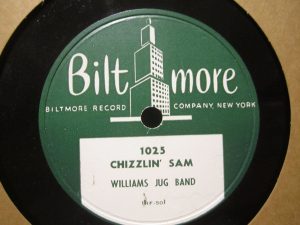 Biltmore
BILTMORE RECORD COMPANY, NEW YORK
1025
CHIZZLIN' SAM
WILLIAMS JUG BAND